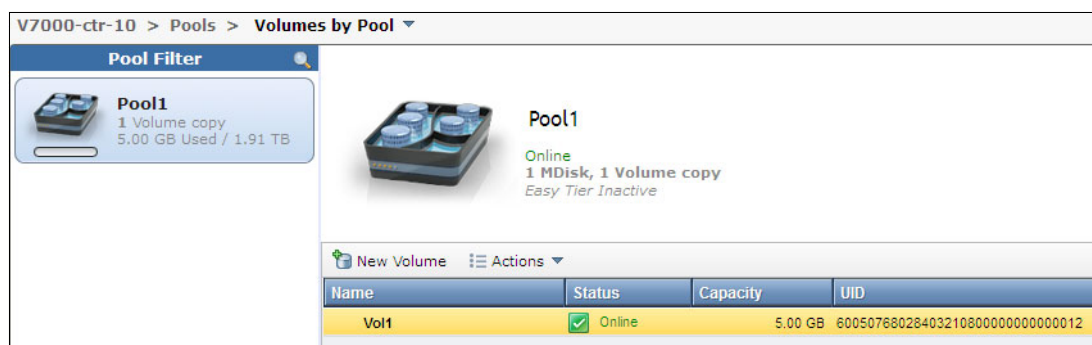 V7000-ctr-10 > Pools > Volumes by Pool
Pool Filter
Pool1
1 Volume copy
5.00 GB Used / 1.91 TB
Pool1
Online
1 MDisk, 1 Volume copy
Easy Tier Inactive
New Volume Actions
Name Status Capacity UID
Vol1 Online 5.00 GB 60050768028403210800000000000012